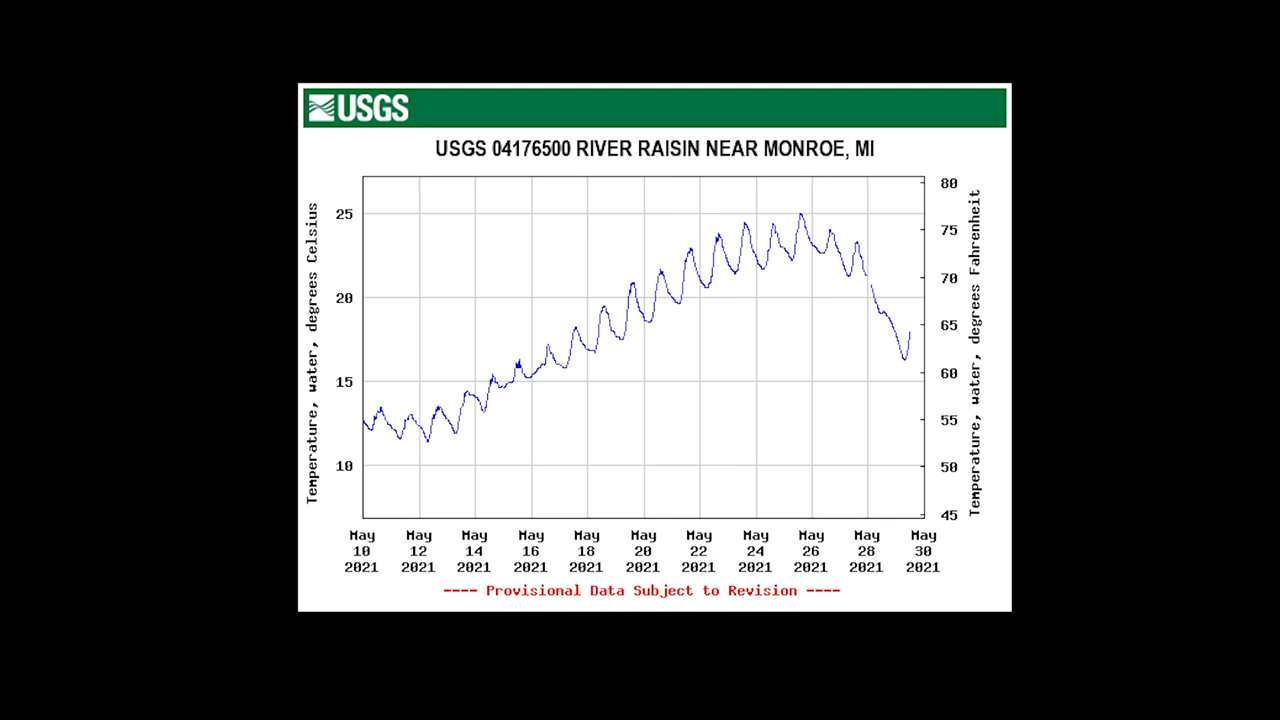 USGS
USGS 04176500 RIVER RAISIN NEAR MONROE, MI
Temperature, water, degrees Celsius
25
20
15
10
80
75
70
65
60
55
50
45
Temperature, water, degrees Fahrenheit
May May May May May May May May May May May
10 12 14 16 18 20 22 24 26 28 30
2021 2021 2021 2021 2021 2021 2021 2021 2021 2021 2021
---- Provisional Data Subject to Revision ----